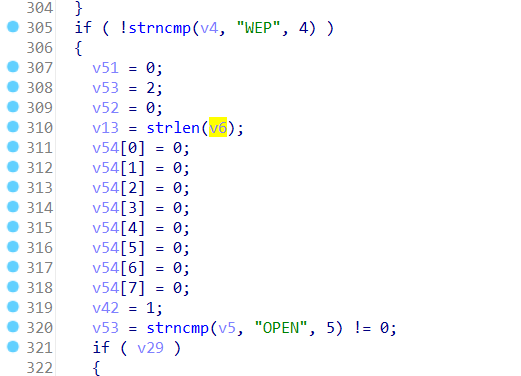 304 }
305 if ( !strncmp(v4, "WEP", 4) )
306 {
307 v51 = 0;
308 v53 = 2;
309 v52 = 0;
310 v13 = strlen(v6);
311 v54[0] = 0;
312 v54[1] = 0;
313 v54[2] = 0;
314 v54[3] = 0;
315 v54[4] = 0;
316 v54[5] = 0;
317 v54[6] = 0;
318 v54[7] = 0;
319 v42 = 1;
320 v53 = strncmp(v5, "OPEN", 5) != 0;
321 if ( v29 )
322 {